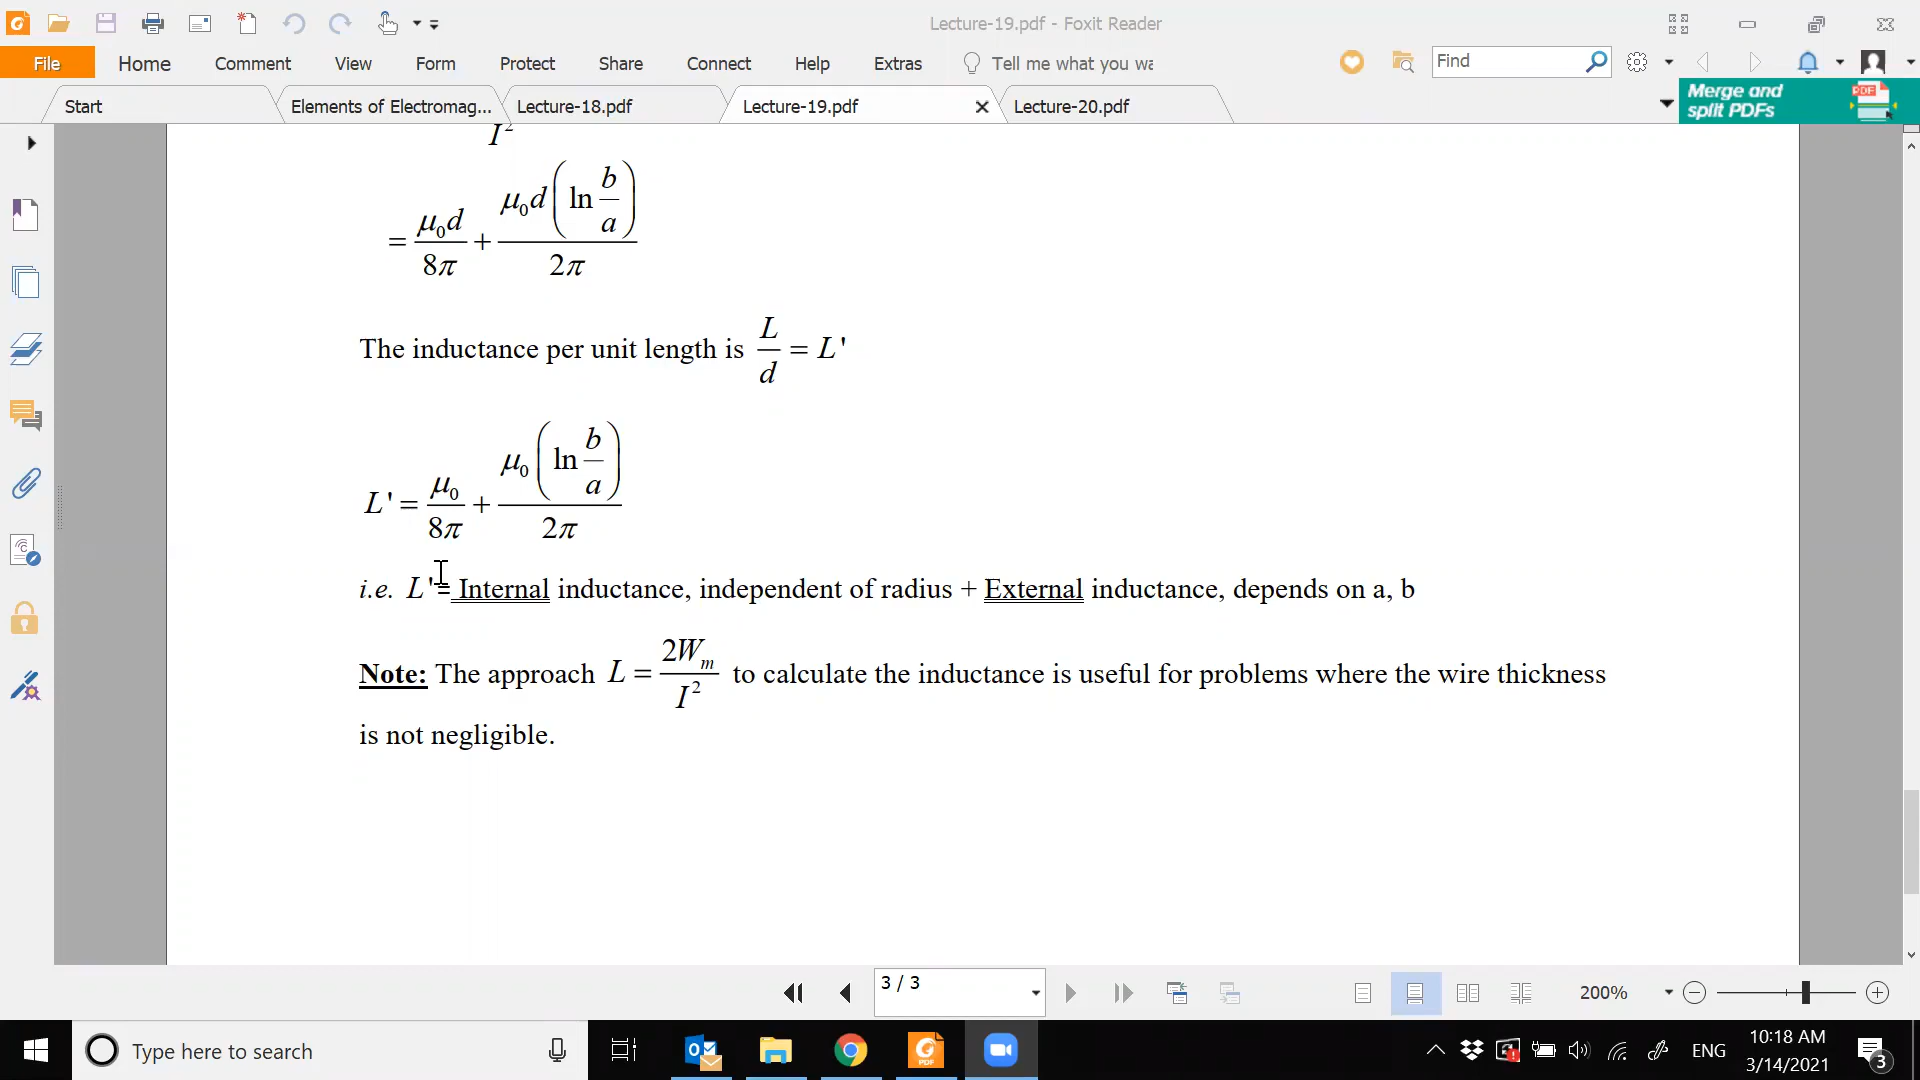 Lecture-19.pdf - Foxit Reader
File Home Comment View Form Protect Share Connect Help Extras Tell me what you wa Find
Start Elements of Electromag... Lecture-18.pdf Lecture-19.pdf Lecture-20.pdf
Merge and
split PDFs
PDF
I²
= μ₀d/8π + μ₀d(ln b/a)/2π
The inductance per unit length is L/d = L'
L' = μ₀/8π + μ₀(ln b/a)/2π
i.e. L'= Internal inductance, independent of radius + External inductance, depends on a, b
Note: The approach L = 2Wₘ/I² to calculate the inductance is useful for problems where the wire thickness
is not negligible.
3 / 3
200%
Type here to search
ENG
10:18 AM
3/14/2021
3